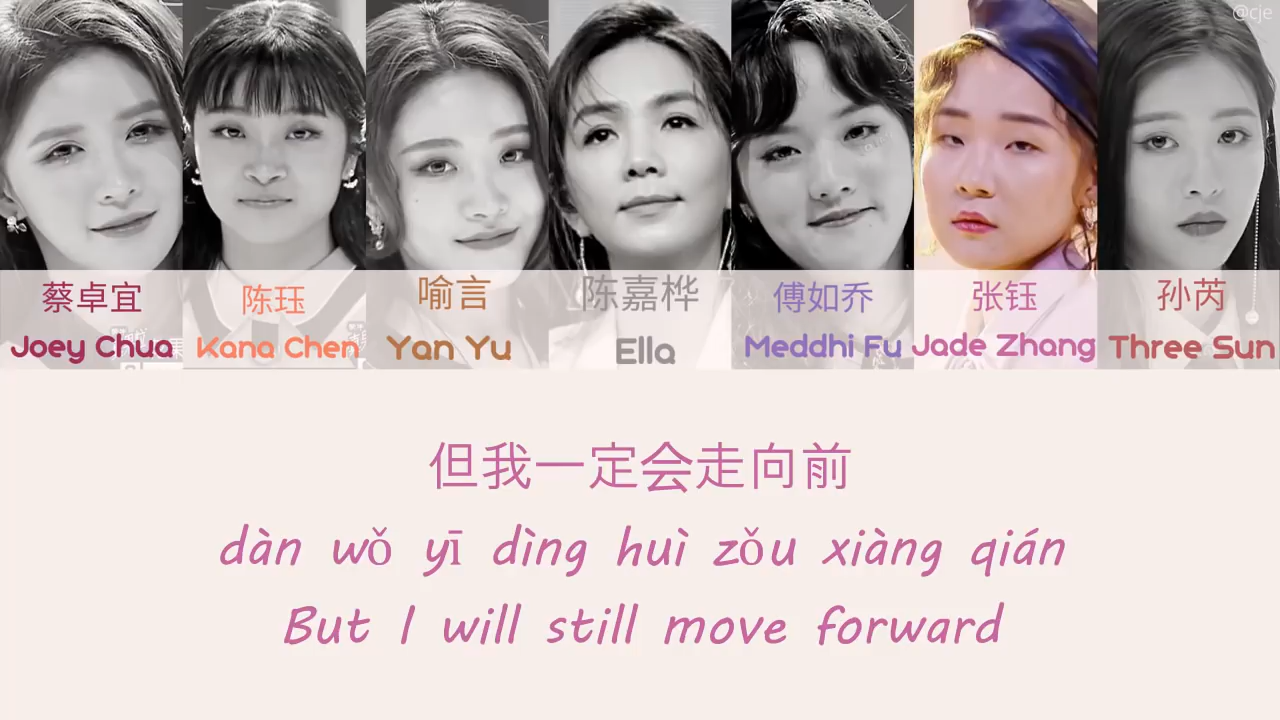 @cje
蔡卓宜 陈珏 喻言 陈嘉桦 傅如乔 张钰 孙芮
Joey Chua Kana Chen Yan Yu Ella Meddhi Fu Jade Zhang Three Sun
但我一定会走向前
dàn wǒ yī dìng huì zǒu xiàng qián
But I will still move forward